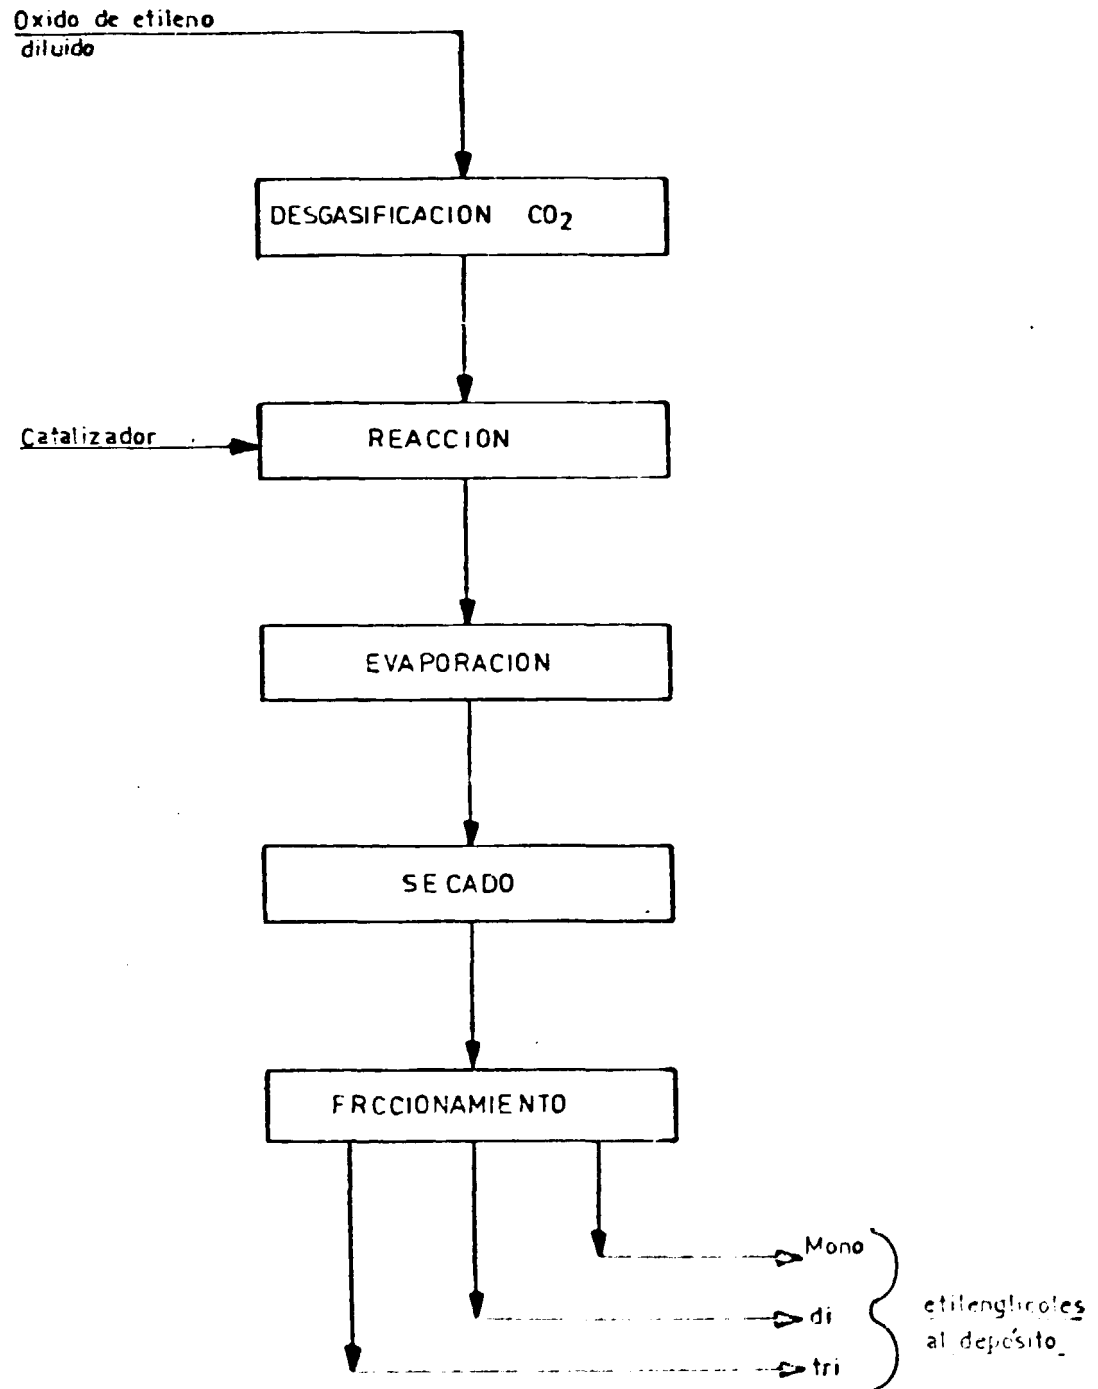 Oxido de etileno
diluido
DESGASIFICACION CO₂
Catalizador
REACCION
EVAPORACION
SECADO
FRCCIONAMIENTO
Mono
di
tri
etilenglicoles
al depósito